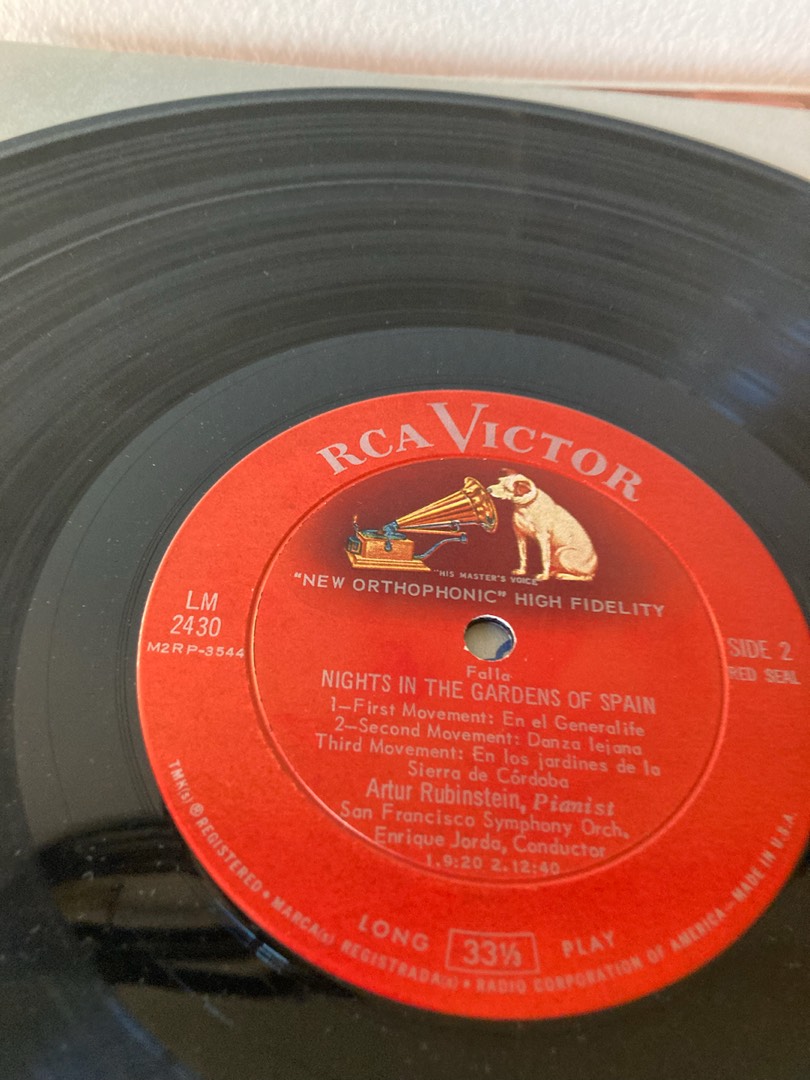 RCA VICTOR
"HIS MASTER'S VOICE"
"NEW ORTHOPHONIC" HIGH FIDELITY
LM
2430
M2RP-3544
SIDE 2
RED SEAL
Falla
NIGHTS IN THE GARDENS OF SPAIN
1—First Movement: En el Generalife
2—Second Movement: Danza lejana
Third Movement: En los jardines de la
Sierra de Córdoba
Artur Rubinstein, Pianist
San Francisco Symphony Orch.
Enrique Jorda, Conductor
1.9:20 2.12:40
LONG 33⅓ PLAY
TMK(s) ® REGISTERED • MARCA(s) REGISTRADA(s) • RADIO CORPORATION OF AMERICA—MADE IN U.S.A.